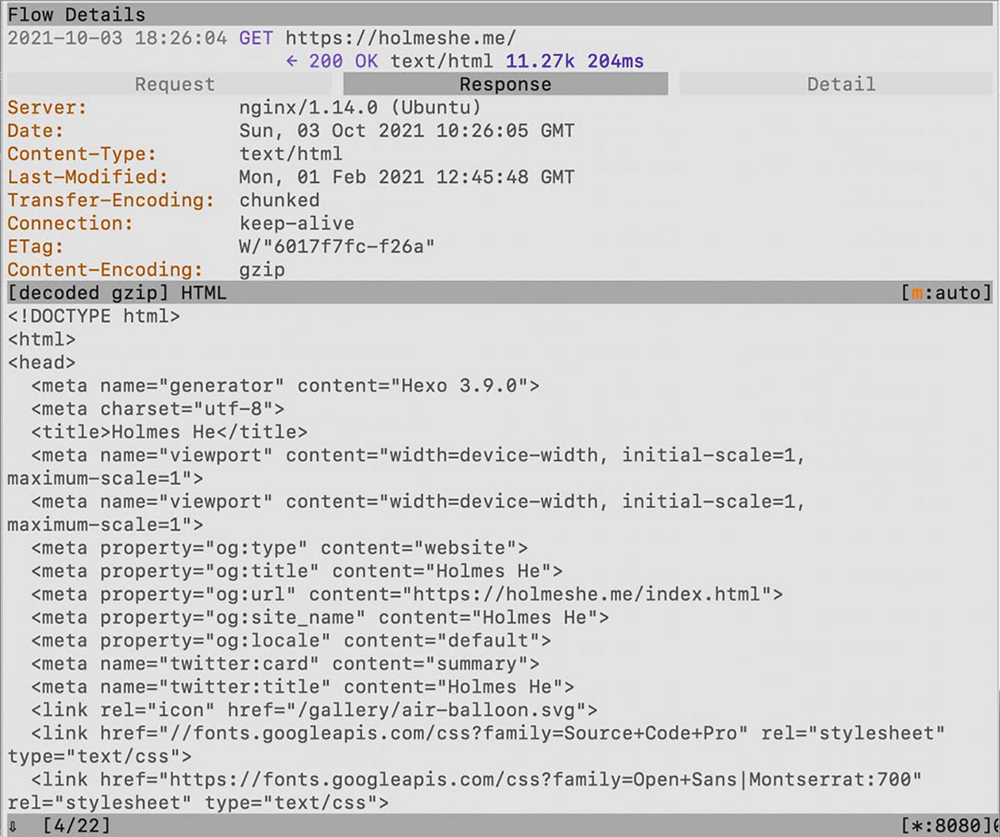 Flow Details
2021-10-03 18:26:04 GET https://holmeshe.me/
← 200 OK text/html 11.27k 204ms
Request Response Detail
Server: nginx/1.14.0 (Ubuntu)
Date: Sun, 03 Oct 2021 10:26:05 GMT
Content-Type: text/html
Last-Modified: Mon, 01 Feb 2021 12:45:48 GMT
Transfer-Encoding: chunked
Connection: keep-alive
ETag: W/"6017f7fc-f26a"
Content-Encoding: gzip
[decoded gzip] HTML [m:auto]
<!DOCTYPE html>
<html>
<head>
<meta name="generator" content="Hexo 3.9.0">
<meta charset="utf-8">
<title>Holmes He</title>
<meta name="viewport" content="width=device-width, initial-scale=1,
maximum-scale=1">
<meta name="viewport" content="width=device-width, initial-scale=1,
maximum-scale=1">
<meta property="og:type" content="website">
<meta property="og:title" content="Holmes He">
<meta property="og:url" content="https://holmeshe.me/index.html">
<meta property="og:site_name" content="Holmes He">
<meta property="og:locale" content="default">
<meta name="twitter:card" content="summary">
<meta name="twitter:title" content="Holmes He">
<link rel="icon" href="/gallery/air-balloon.svg">
<link href="//fonts.googleapis.com/css?family=Source+Code+Pro" rel="stylesheet"
type="text/css">
<link href="https://fonts.googleapis.com/css?family=Open+Sans|Montserrat:700"
rel="stylesheet" type="text/css">
⇩ [4/22] [*:8080]